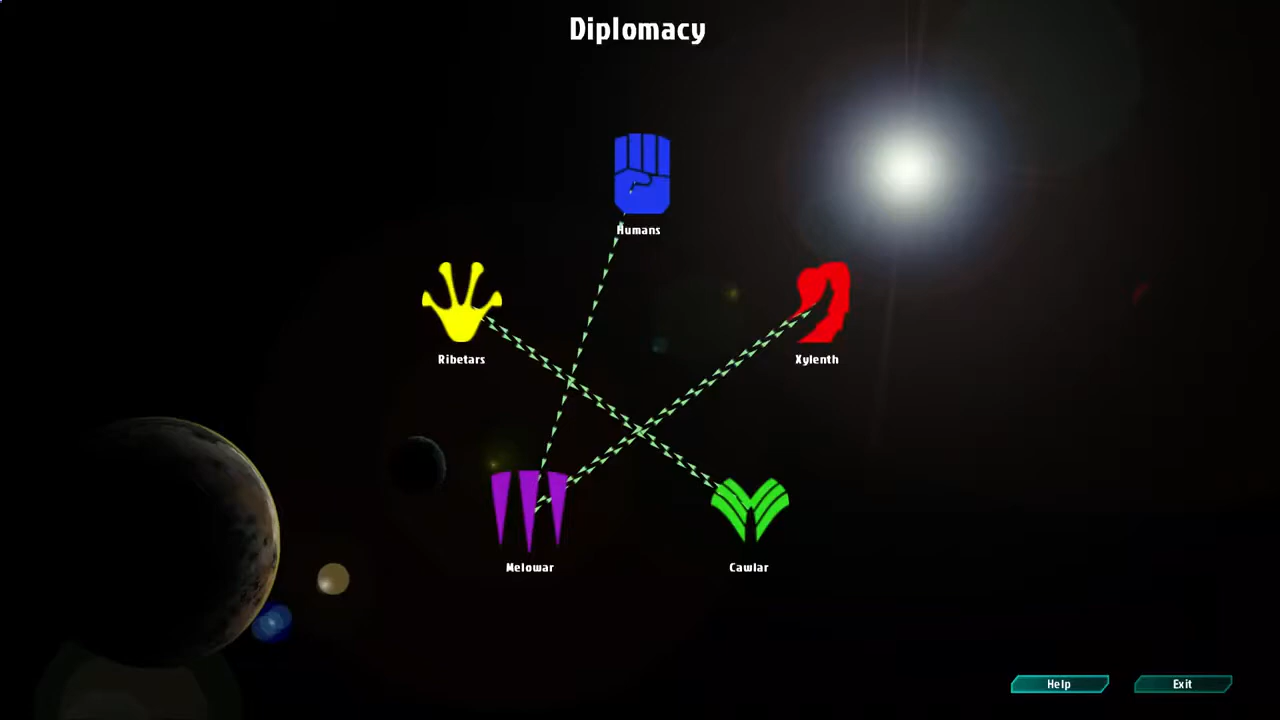 Diplomacy
Humans
Ribetars
Xylenth
Melowar
Cawlar
Help
Exit